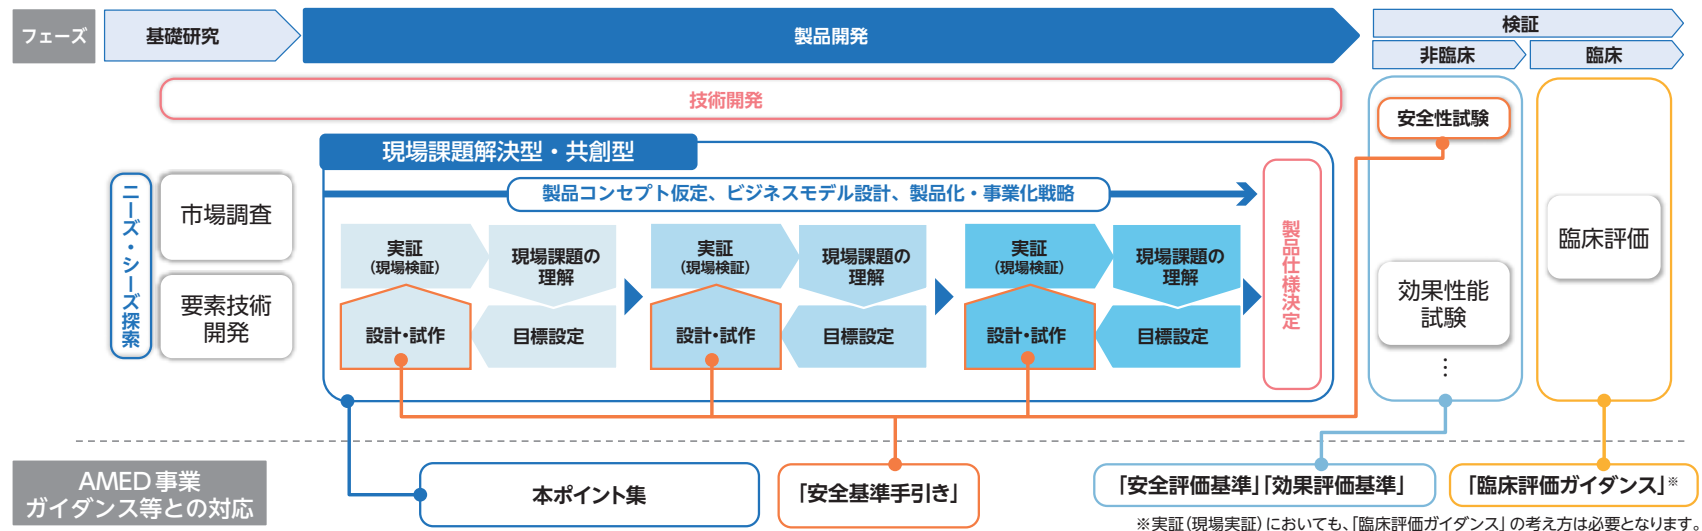 フェーズ
基礎研究
製品開発
検証
非臨床
臨床
技術開発
現場課題解決型・共創型
製品コンセプト仮定、ビジネスモデル設計、製品化・事業化戦略
ニーズ・シーズ探索
市場調査
要素技術
開発
実証
(現場検証)
現場課題の
理解
設計・試作
目標設定
実証
(現場検証)
現場課題の
理解
設計・試作
目標設定
実証
(現場検証)
現場課題の
理解
設計・試作
目標設定
製品仕様決定
安全性試験
効果性能
試験
⋮
臨床評価
AMED事業
ガイダンス等との対応
本ポイント集
「安全基準手引き」
「安全評価基準」「効果評価基準」
「臨床評価ガイダンス」※
※実証(現場実証)においても、「臨床評価ガイダンス」の考え方は必要となります。